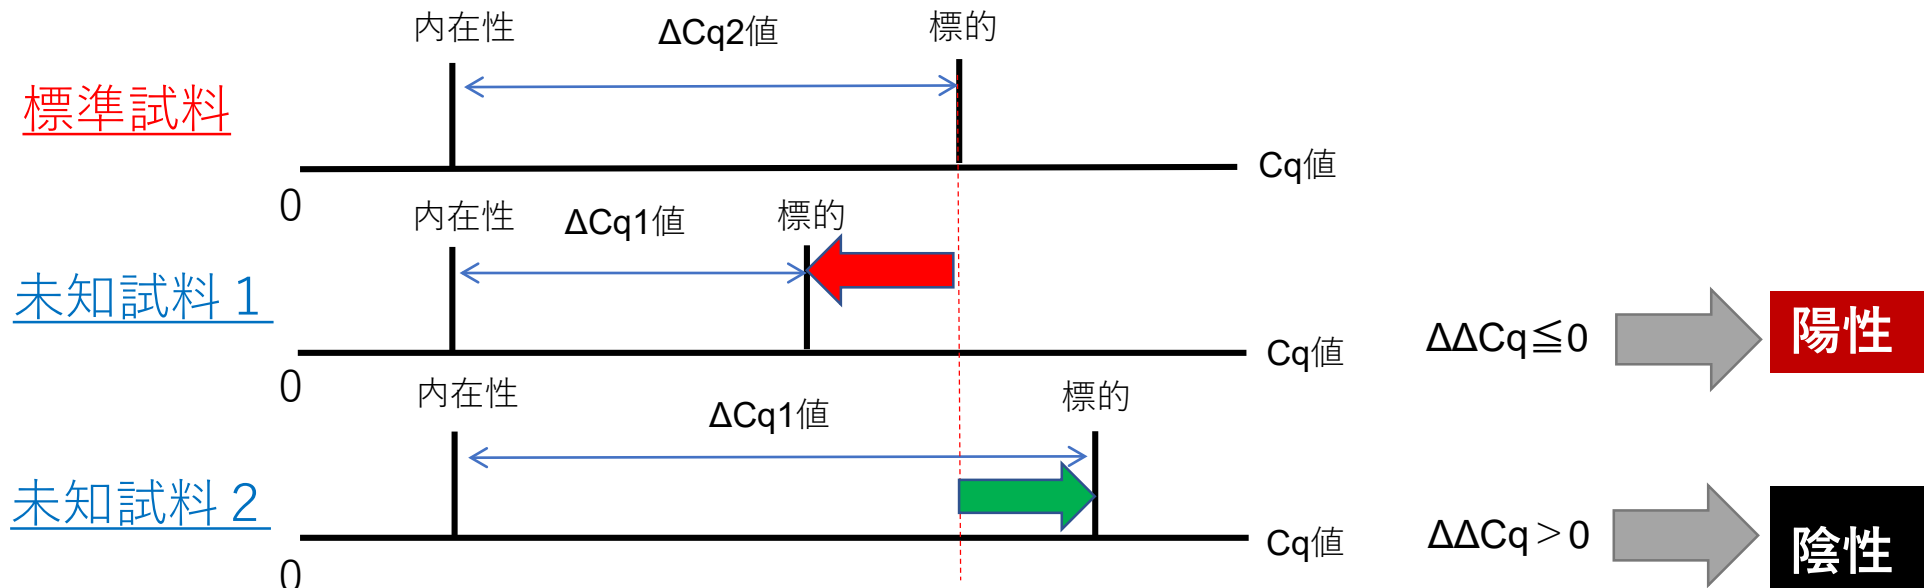 内在性
ΔCq2値
標的
標準試料
Cq値
0
内在性
ΔCq1値
標的
未知試料1
Cq値
0
ΔΔCq≦0
陽性
内在性
ΔCq1値
標的
未知試料2
Cq値
0
ΔΔCq>0
陰性